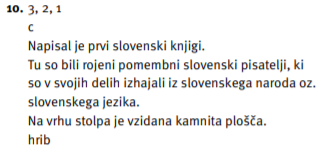 10. 3, 2, 1
c
Napisal je prvi slovenski knjigi.
Tu so bili rojeni pomembni slovenski pisatelji, ki
so v svojih delih izhajali iz slovenskega naroda oz.
slovenskega jezika.
Na vrhu stolpa je vzidana kamnita plošča.
hrib